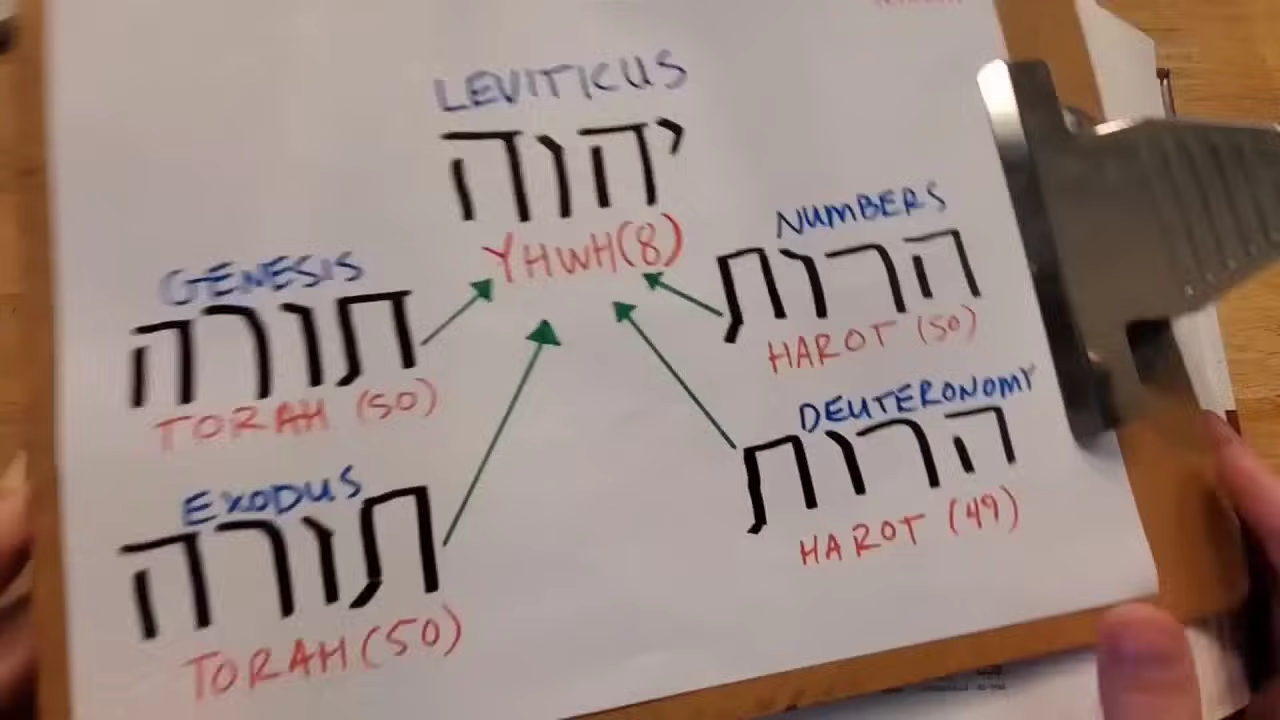 LEVITICUS
יהוה
YHWH(8)
GENESIS
תורה
TORAH (50)
NUMBERS
הרות
HAROT (50)
EXODUS
תורה
TORAH (50)
DEUTERONOMY
הרות
HAROT (49)